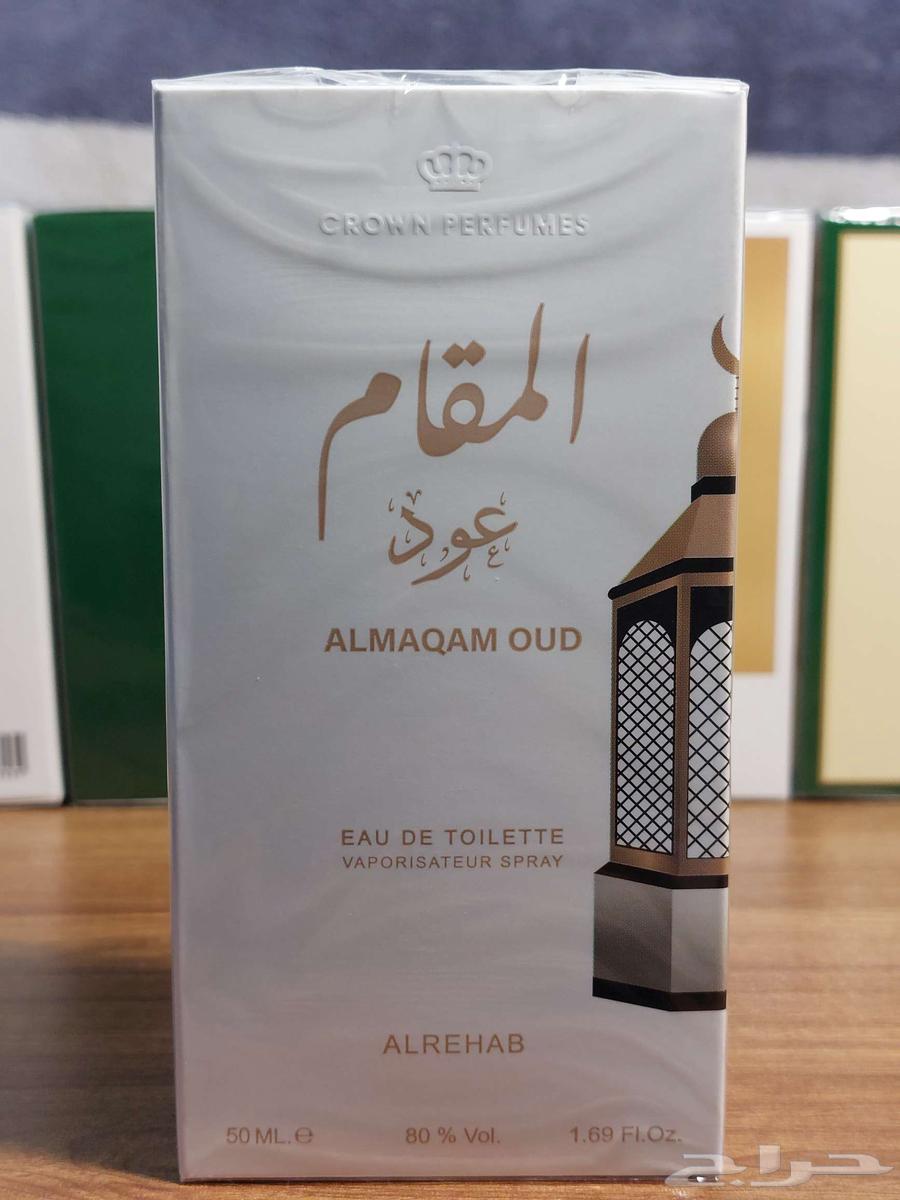 CROWN PERFUMES
المقام
عود
ALMAQAM OUD
EAU DE TOILETTE
VAPORISATEUR SPRAY
ALREHAB
50 ML. e 80 % Vol. 1.69 Fl.Oz.
حراج